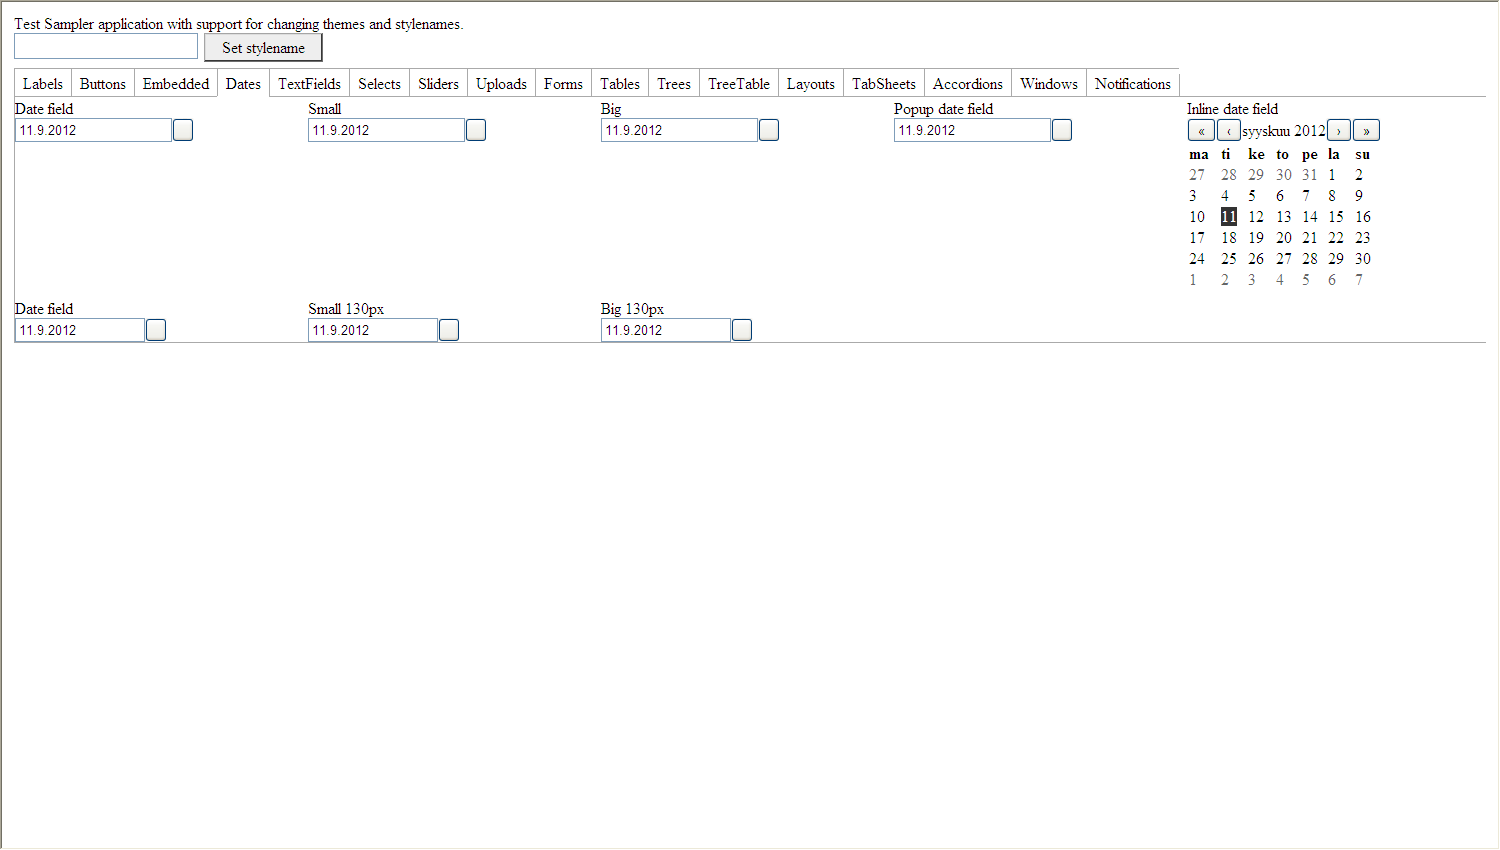 Test Sampler application with support for changing themes and stylenames.
Set stylename
Labels Buttons Embedded Dates TextFields Selects Sliders Uploads Forms Tables Trees TreeTable Layouts TabSheets Accordions Windows Notifications
Date field Small Big Popup date field Inline date field
11.9.2012 11.9.2012 11.9.2012 11.9.2012 « ‹ syyskuu 2012 › »
ma ti ke to pe la su
27 28 29 30 31 1 2
3 4 5 6 7 8 9
10 11 12 13 14 15 16
17 18 19 20 21 22 23
24 25 26 27 28 29 30
1 2 3 4 5 6 7
Date field Small 130px Big 130px
11.9.2012 11.9.2012 11.9.2012